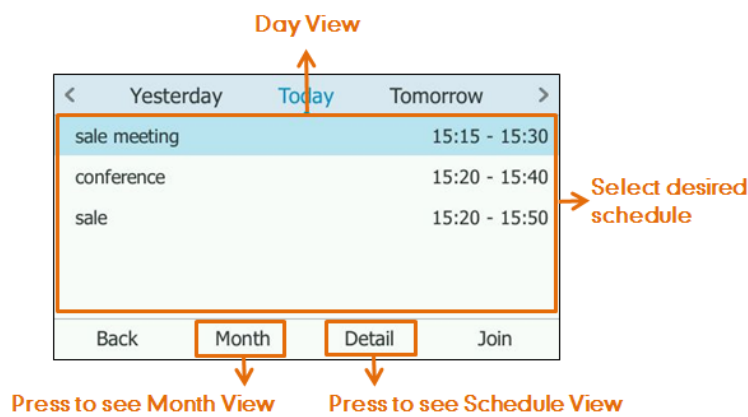 Day View
< Yesterday Today Tomorrow >
sale meeting 15:15 - 15:30
conference 15:20 - 15:40
sale 15:20 - 15:50
Select desired
schedule
Back Month Detail Join
Press to see Month View Press to see Schedule View